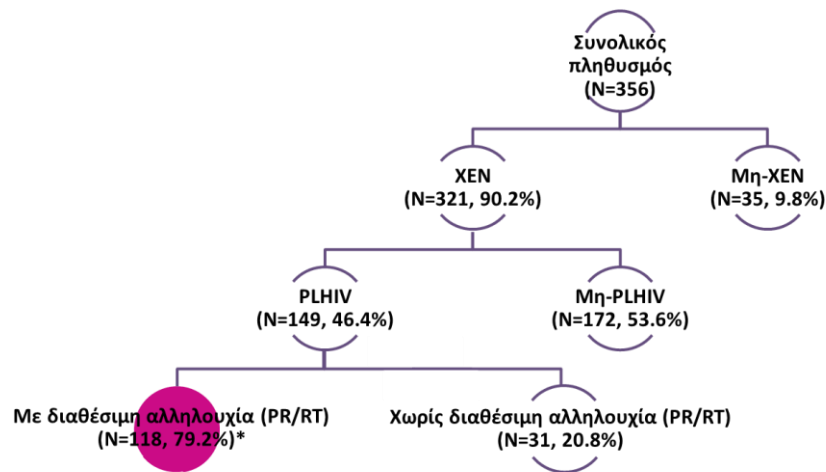 Συνολικός
πληθυσμός
(N=356)
ΧΕΝ
(N=321, 90.2%)
Μη-ΧΕΝ
(N=35, 9.8%)
PLHIV
(N=149, 46.4%)
Μη-PLHIV
(N=172, 53.6%)
Με διαθέσιμη αλληλουχία (PR/RT)
(N=118, 79.2%)*
Χωρίς διαθέσιμη αλληλουχία (PR/RT)
(N=31, 20.8%)